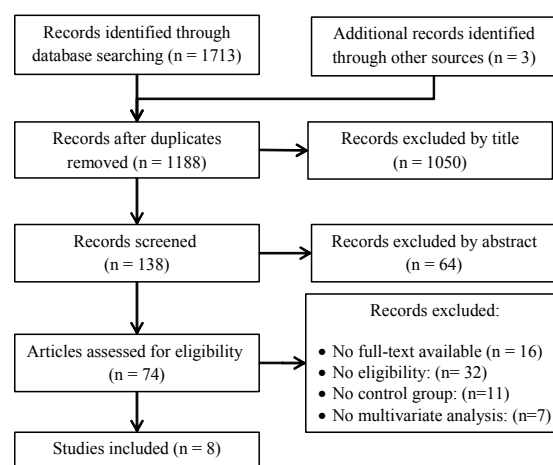 Records identified through
database searching (n = 1713)
Additional records identified
through other sources (n = 3)
Records after duplicates
removed (n = 1188)
Records excluded by title
(n = 1050)
Records screened
(n = 138)
Records excluded by abstract
(n = 64)
Articles assessed for eligibility
(n = 74)
Records excluded:
• No full-text available (n = 16)
• No eligibility: (n= 32)
• No control group: (n=11)
• No multivariate analysis: (n=7)
Studies included (n = 8)